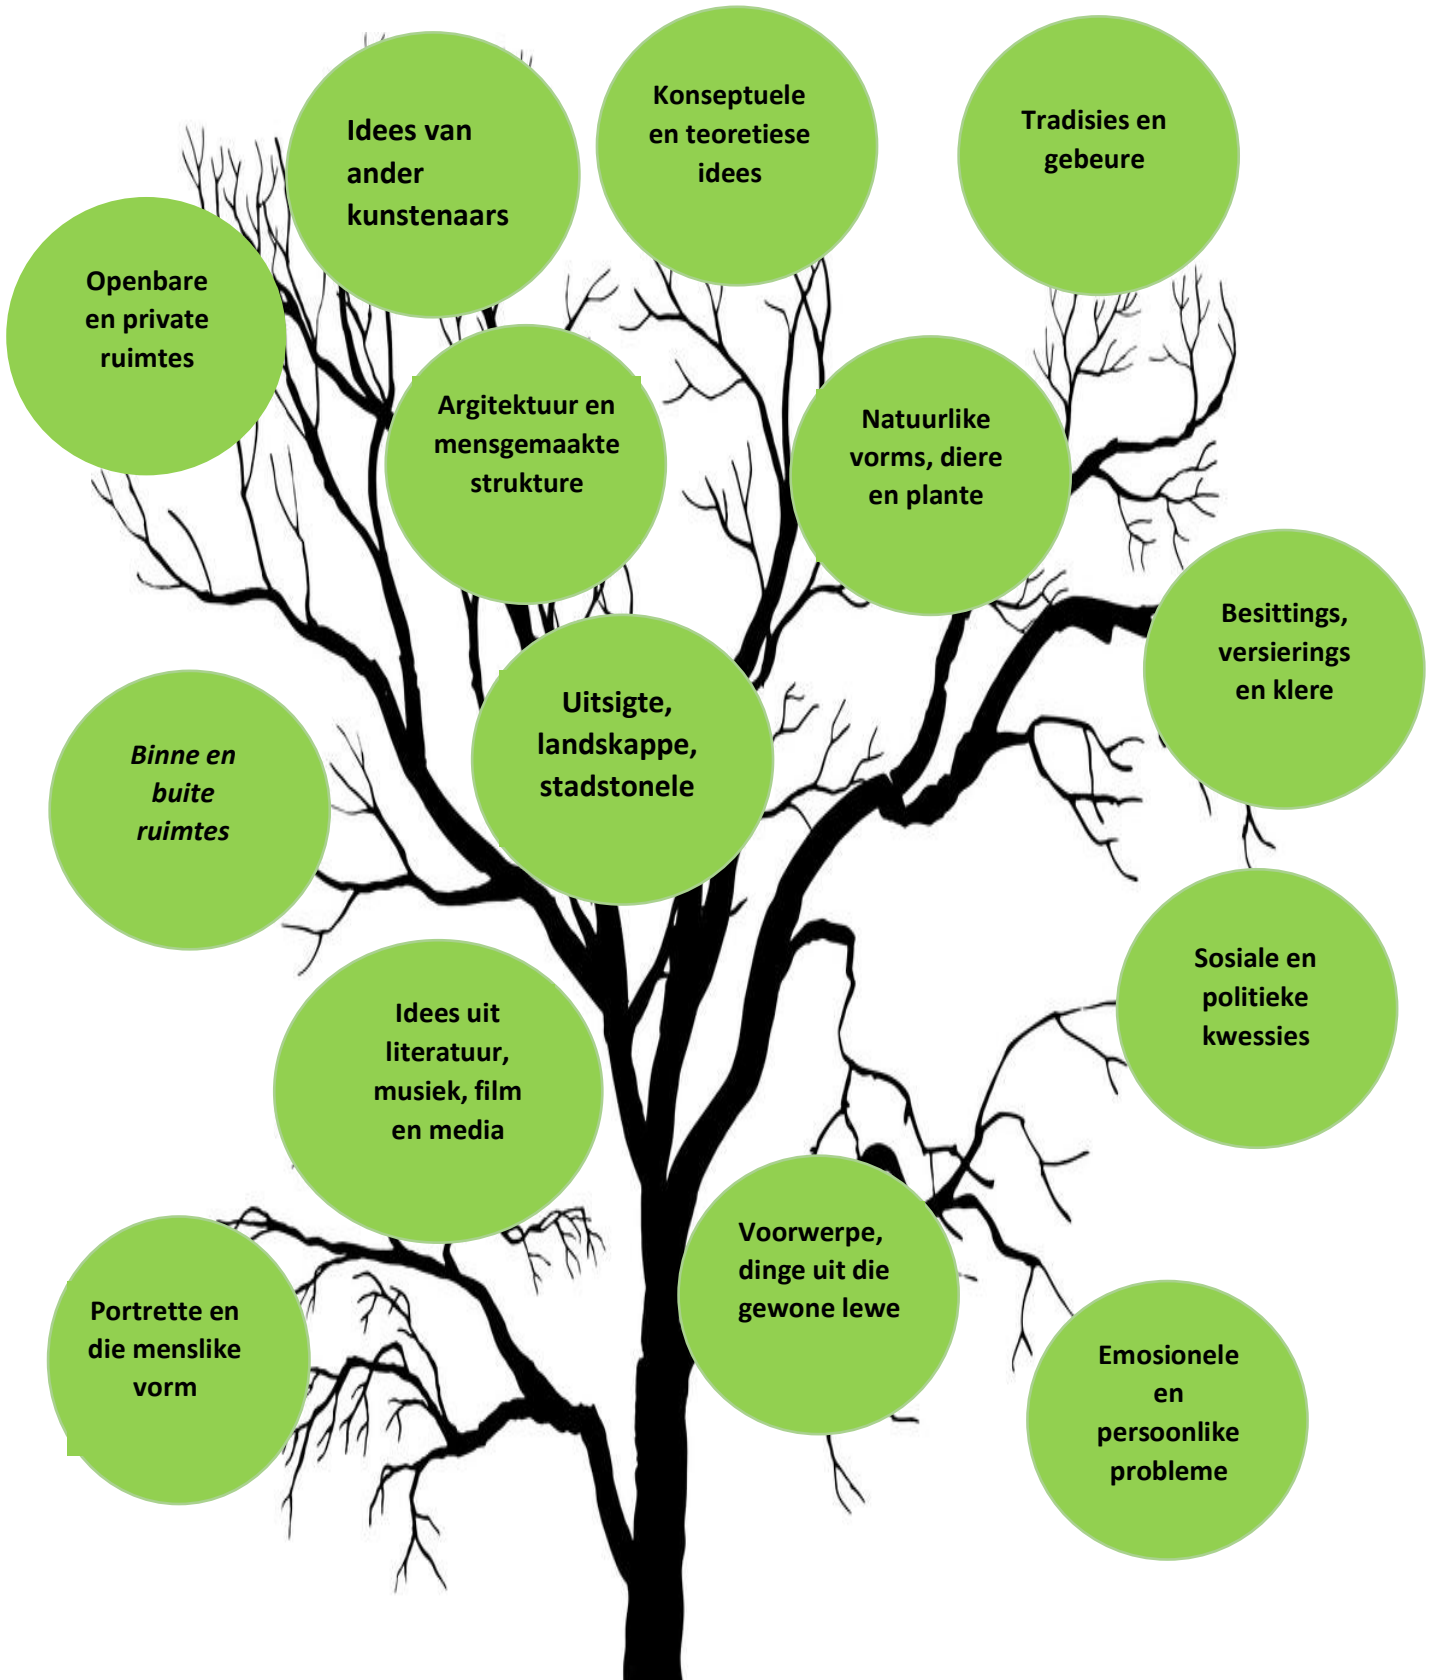 Idees van
ander
kunstenaars
Konseptuele
en teoretiese
idees
Tradisies en
gebeure
Openbare
en private
ruimtes
Argitektuur en
mensgemaakte
strukture
Natuurlike
vorms, diere
en plante
Besittings,
versierings
en klere
Uitsigte,
landskappe,
stadstonele
Binne en
buite
ruimtes
Sosiale en
politieke
kwessies
Idees uit
literatuur,
musiek, film
en media
Voorwerpe,
dinge uit die
gewone lewe
Portrette en
die menslike
vorm
Emosionele
en
persoonlike
probleme